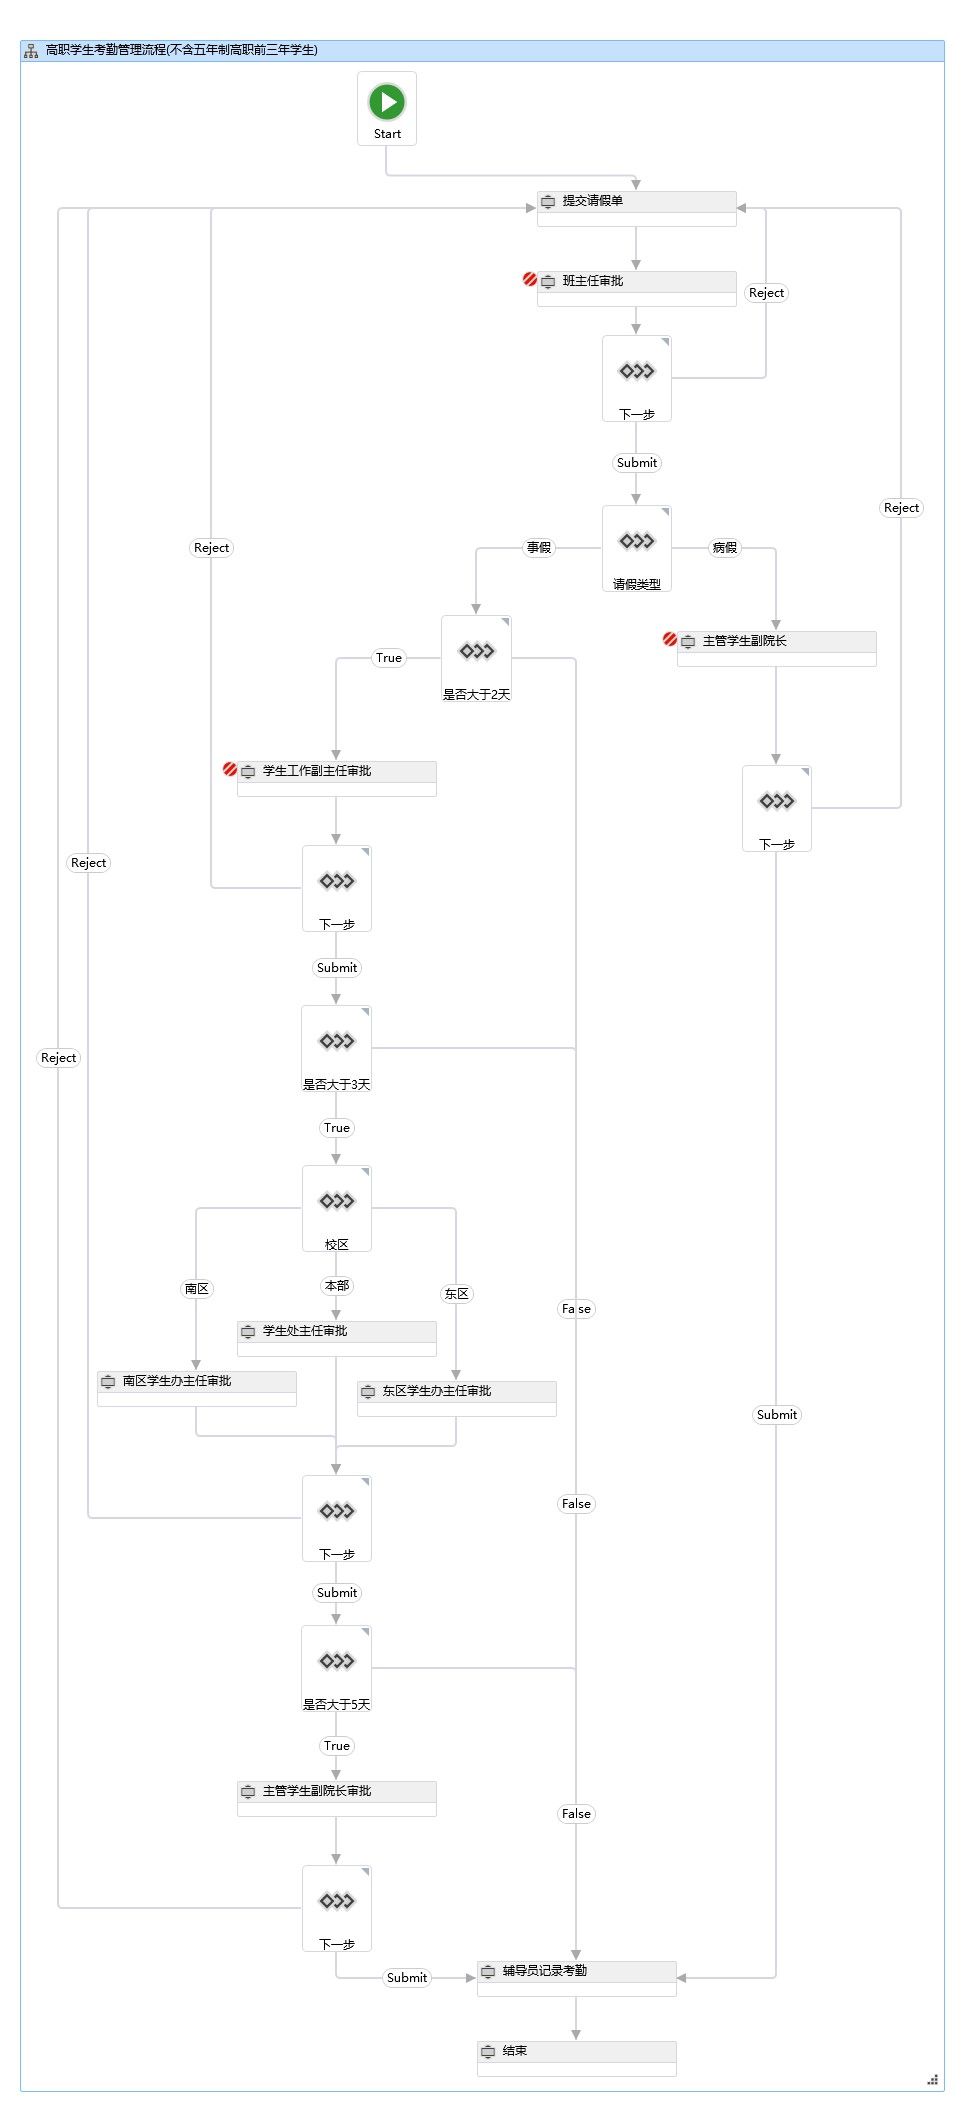 高职学生考勤管理流程(不含五年制高职前三年学生)
Start
提交请假单
班主任审批
Reject
下一步
Submit
Reject
请假类型
事假
病假
Reject
主管学生副院长
是否大于2天
True
学生工作副主任审批
下一步
Reject
下一步
Submit
是否大于3天
Reject
True
校区
南区
本部
东区
False
学生处主任审批
南区学生办主任审批
东区学生办主任审批
Submit
False
下一步
Submit
是否大于5天
True
主管学生副院长审批
False
下一步
Submit
辅导员记录考勤
结束